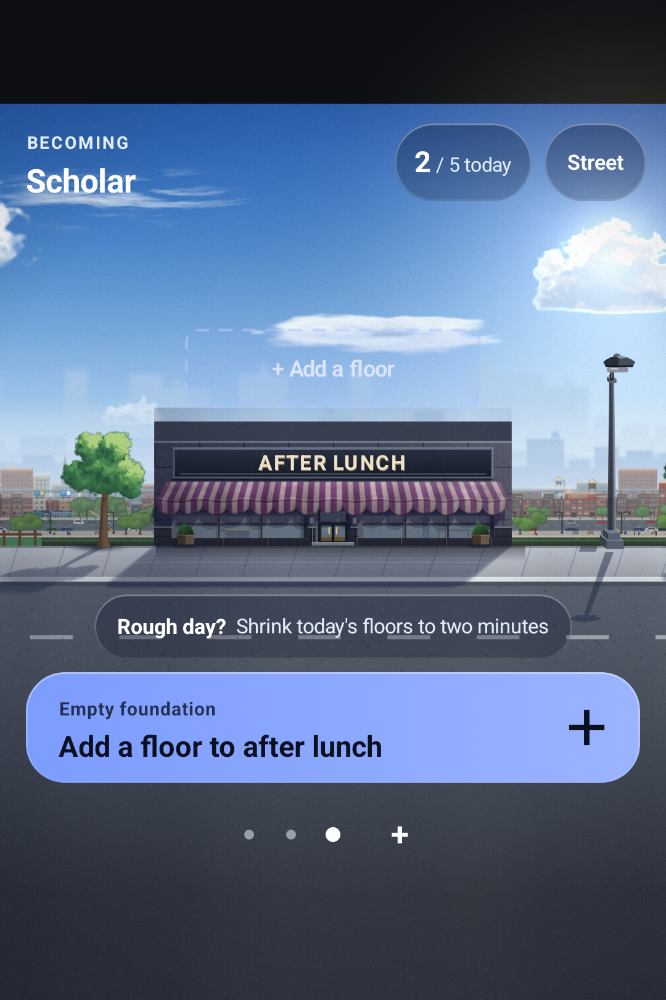 BECOMING
Scholar
2 / 5 today
Street
+ Add a floor
AFTER LUNCH
Rough day? Shrink today's floors to two minutes
Empty foundation
Add a floor to after lunch
+
+